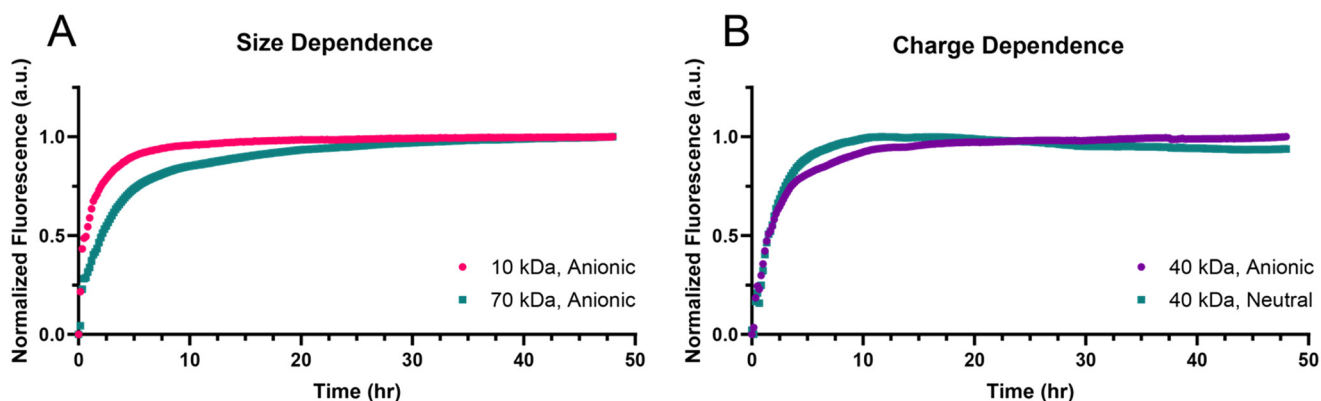 A
Size Dependence
Normalized Fluorescence (a.u.)
1.0
0.5
0.0
10 kDa, Anionic
70 kDa, Anionic
0 10 20 30 40 50
Time (hr)
B
Charge Dependence
Normalized Fluorescence (a.u.)
1.0
0.5
0.0
40 kDa, Anionic
40 kDa, Neutral
0 10 20 30 40 50
Time (hr)